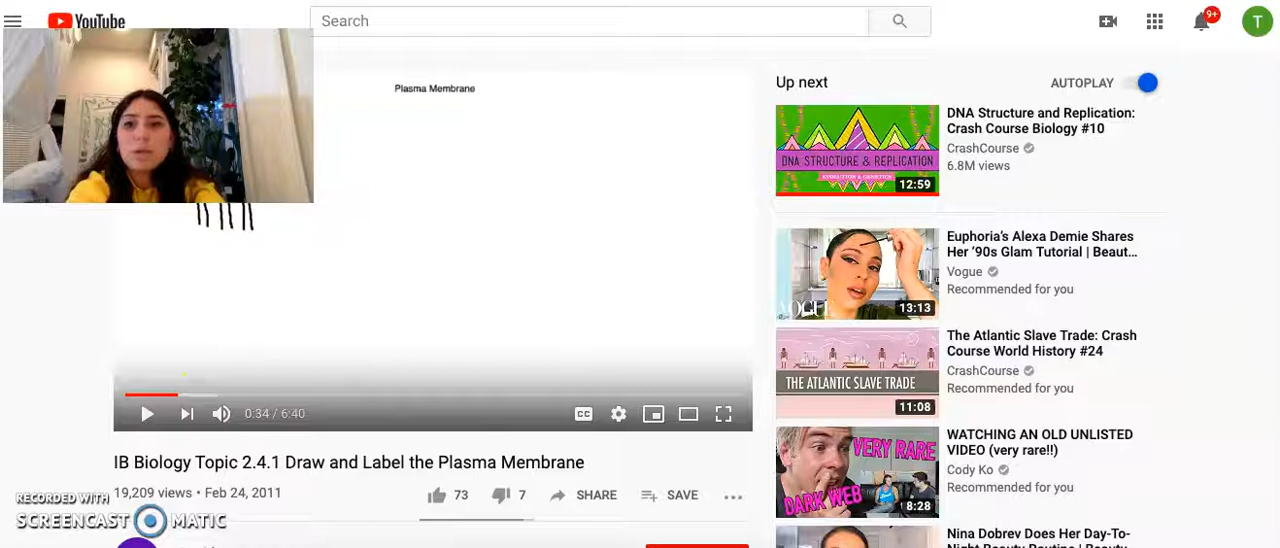 YouTube
Search
9+
T
Plasma Membrane
Up next
AUTOPLAY
DNA STRUCTURE & REPLICATION
EVOLUTION & GENETICS
12:59
DNA Structure and Replication:
Crash Course Biology #10
CrashCourse
6.8M views
VOGUE
13:13
Euphoria's Alexa Demie Shares
Her '90s Glam Tutorial | Beaut...
Vogue
Recommended for you
THE ATLANTIC SLAVE TRADE
11:08
The Atlantic Slave Trade: Crash
Course World History #24
CrashCourse
Recommended for you
0:34 / 6:40
CC
VERY RARE
DARK WEB
8:28
WATCHING AN OLD UNLISTED
VIDEO (very rare!!)
Cody Ko
Recommended for you
IB Biology Topic 2.4.1 Draw and Label the Plasma Membrane
19,209 views • Feb 24, 2011
73
7
SHARE
SAVE
RECORDED WITH
SCREENCAST MATIC
Nina Dobrev Does Her Day-To-
Night Beauty Routine | Beauty